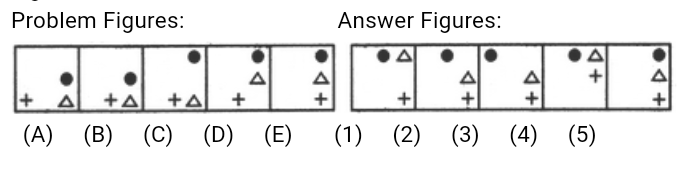 Problem Figures: Answer Figures:
(A) (B) (C) (D) (E) (1) (2) (3) (4) (5)